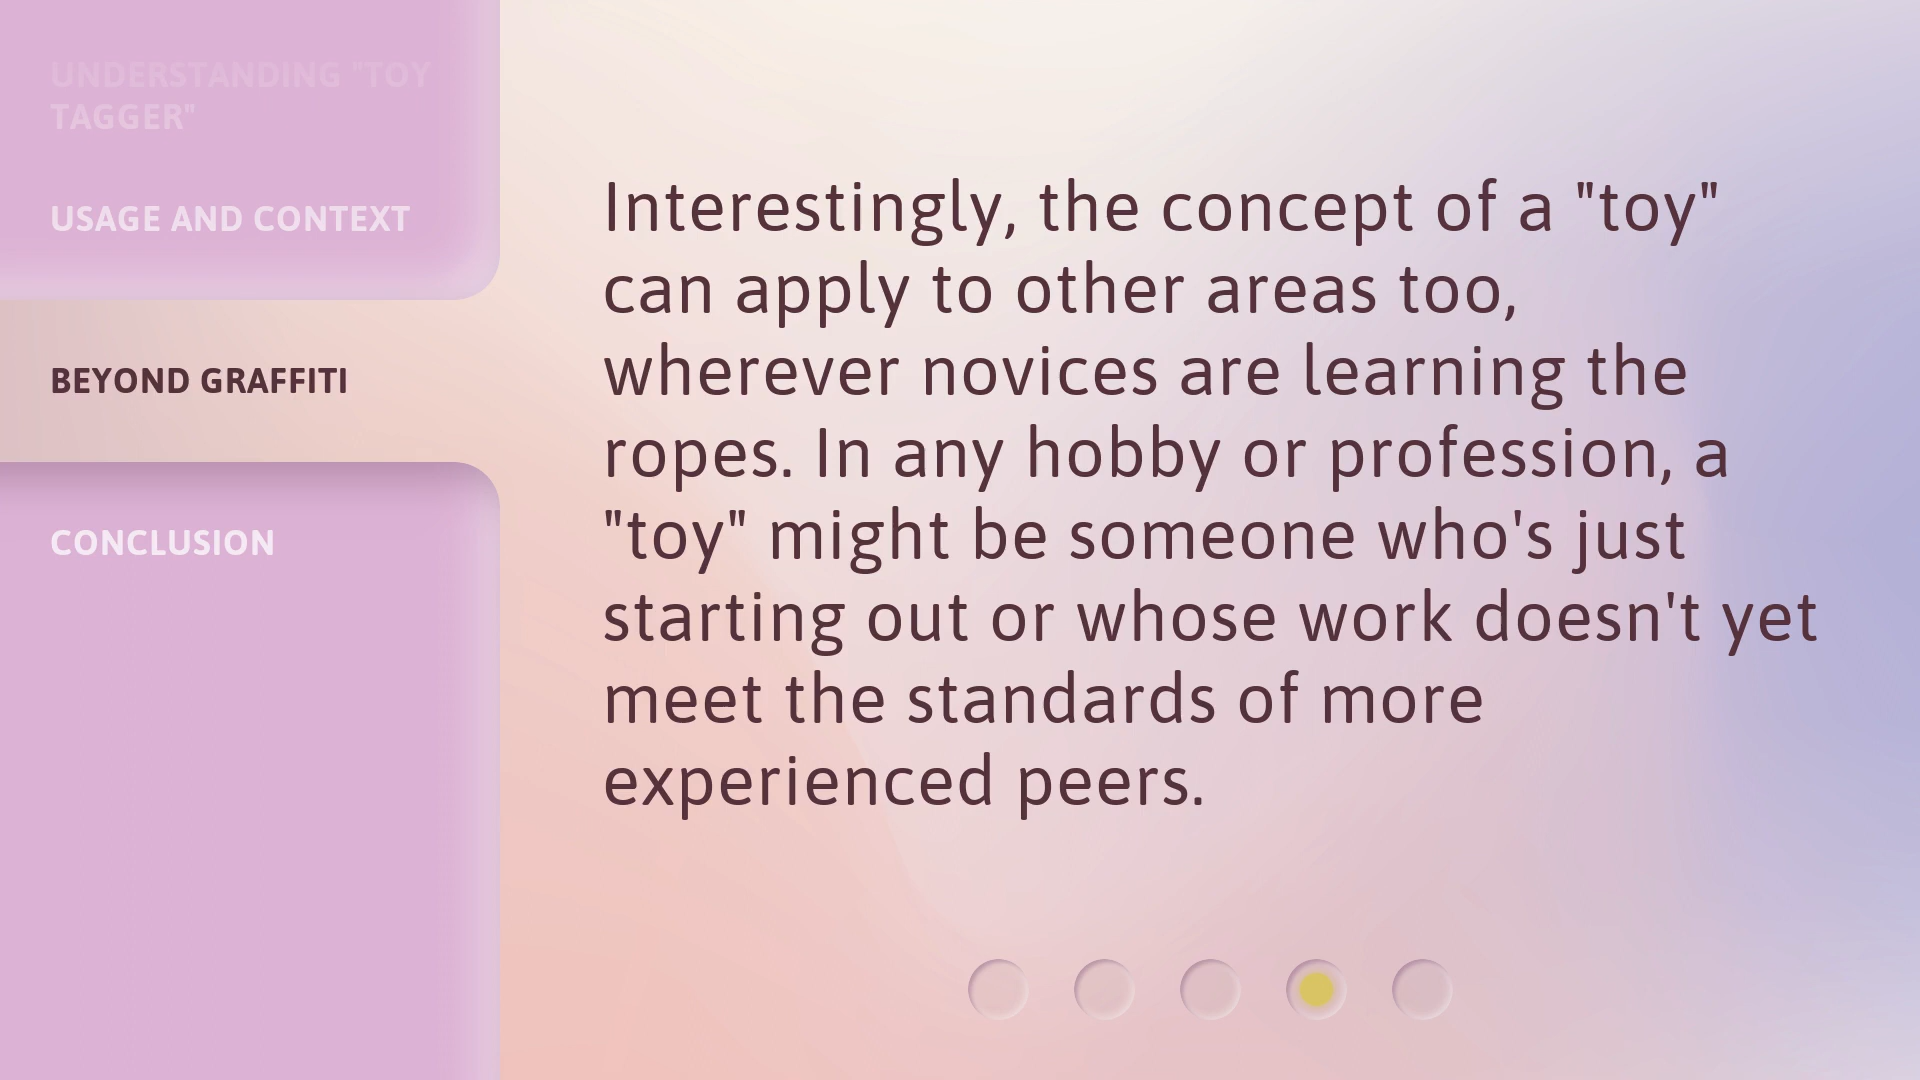 UNDERSTANDING "TOY
TAGGER"
USAGE AND CONTEXT
BEYOND GRAFFITI
CONCLUSION
Interestingly, the concept of a "toy"
can apply to other areas too,
wherever novices are learning the
ropes. In any hobby or profession, a
"toy" might be someone who's just
starting out or whose work doesn't yet
meet the standards of more
experienced peers.